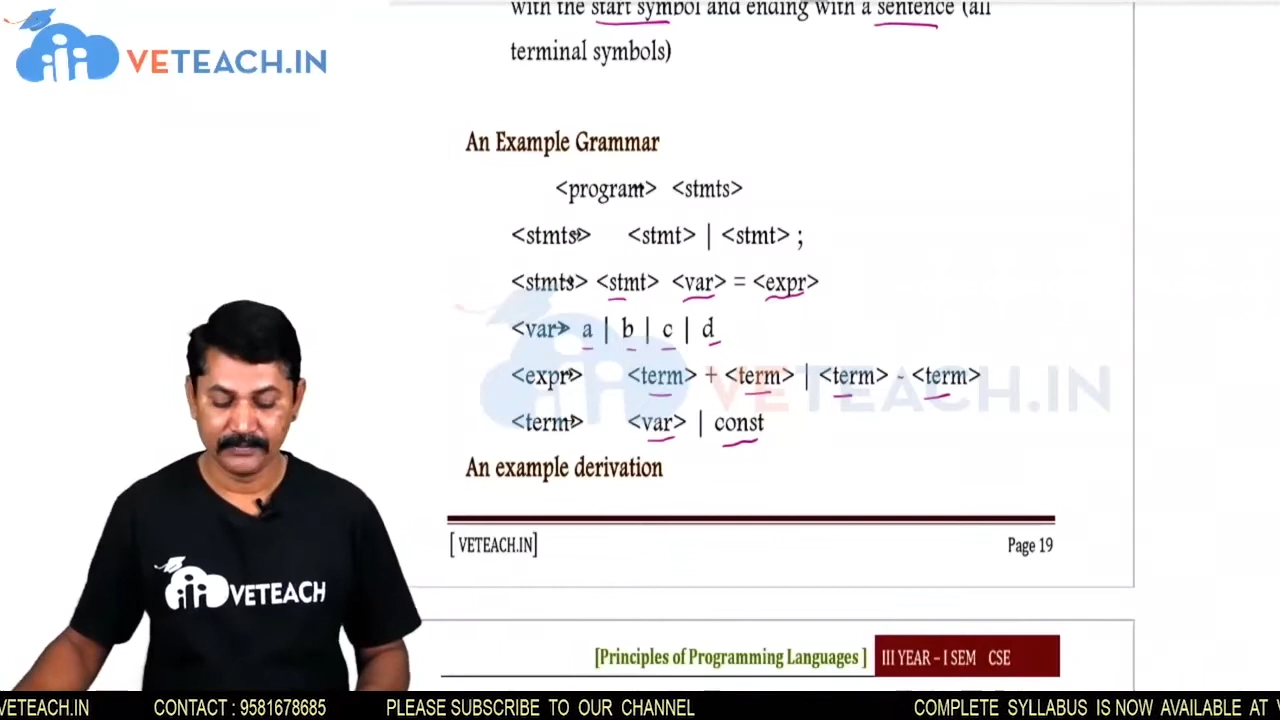 with the start symbol and ending with a sentence (all
terminal symbols)
VETEACH.IN
An Example Grammar
<program> <stmts>
<stmts> <stmt> | <stmt> ;
<stmts> <stmt> <var> = <expr>
<var> a | b | c | d
<expr> <term> + <term> | <term> - <term>
<term> <var> | const
VETEACH.IN
An example derivation
[ VETEACH.IN]
Page 19
VETEACH
[Principles of Programming Languages ] III YEAR – I SEM CSE
VETEACH.IN CONTACT : 9581678685 PLEASE SUBSCRIBE TO OUR CHANNEL COMPLETE SYLLABUS IS NOW AVAILABLE AT